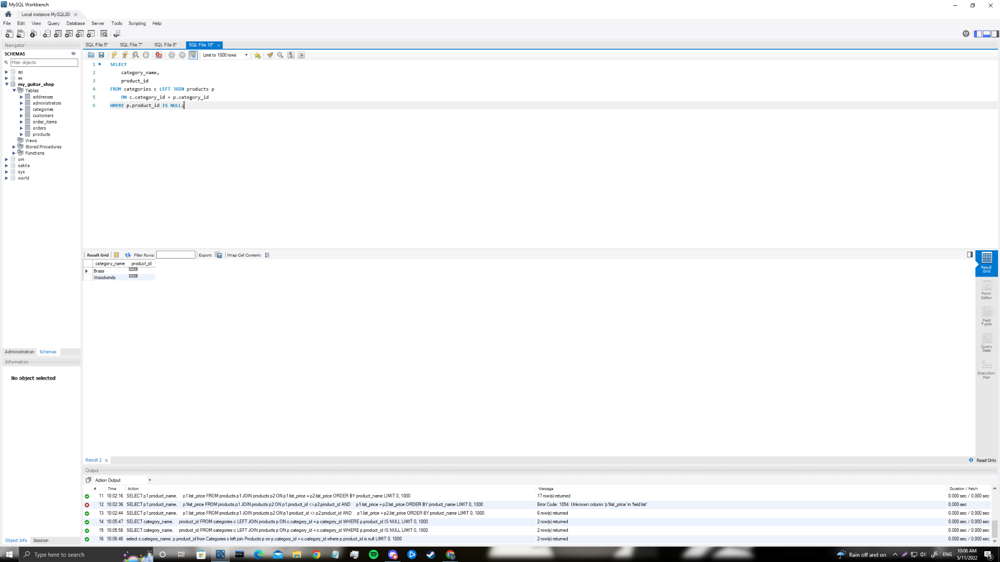 MySQL Workbench
Local instance MySQL80
File Edit View Query Database Server Tools Scripting Help
Navigator
SCHEMAS
Filter objects
ap
ex
my_guitar_shop
Tables
addresses
administrators
categories
customers
order_items
orders
products
Views
Stored Procedures
Functions
om
sakila
sys
world
Administration Schemas
Information
No object selected
Object Info Session
SQL File 5* SQL File 7* SQL File 8* SQL File 10*
Limit to 1000 rows
1 SELECT
2 category_name,
3 product_id
4 FROM categories c LEFT JOIN products p
5 ON c.category_id = p.category_id
6 WHERE p.product_id IS NULL;
Result Grid Filter Rows: Export: Wrap Cell Content:
category_name product_id
Brass NULL
Woodwinds NULL
Result Grid
Form Editor
Field Types
Query Stats
Execution Plan
Result 2 Read Only
Output
Action Output
# Time Action Message Duration / Fetch
11 10:02:16 SELECT p1.product_name, p1.list_price FROM products p1 JOIN products p2 ON p1.list_price = p2.list_price ORDER BY product_name LIMIT 0, 1000 17 row(s) returned 0.000 sec / 0.000 sec
12 10:02:36 SELECT p1.product_name, p1list_price FROM products p1 JOIN products p2 ON p1.product_id <> p2.product_id AND p1.list_price = p2.list_price ORDER BY product_name LIMIT 0, 1000 Error Code: 1054. Unknown column 'p1list_price' in 'field list' 0.000 sec
13 10:02:44 SELECT p1.product_name, p1.list_price FROM products p1 JOIN products p2 ON p1.product_id <> p2.product_id AND p1.list_price = p2.list_price ORDER BY product_name LIMIT 0, 1000 6 row(s) returned 0.000 sec / 0.000 sec
14 10:05:47 SELECT category_name, product_id FROM categories c LEFT JOIN products p ON c.category_id = p.category_id WHERE p.product_id IS NULL LIMIT 0, 1000 2 row(s) returned 0.000 sec / 0.000 sec
15 10:05:58 SELECT category_name, product_id FROM categories c LEFT JOIN products p ON p.category_id = c.category_id WHERE p.product_id IS NULL LIMIT 0, 1000 2 row(s) returned 0.000 sec / 0.000 sec
16 10:06:46 select c.category_name, p.product_id from Categories c left join Products p on p.category_id = c.category_id where p.product_id is null LIMIT 0, 1000 2 row(s) returned 0.000 sec / 0.000 sec
Type here to search
Rain off and on
ENG
10:06 AM
5/11/2022
5